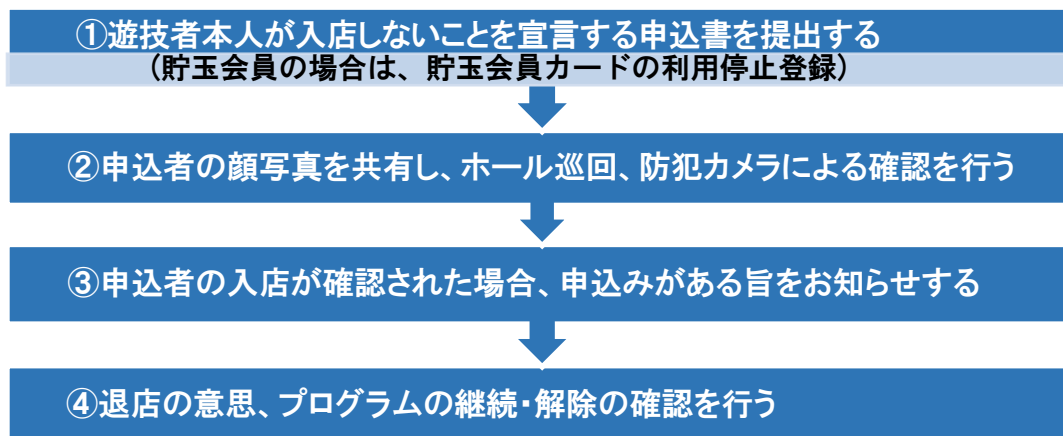 ①遊技者本人が入店しないことを宣言する申込書を提出する
(貯玉会員の場合は、貯玉会員カードの利用停止登録)
②申込者の顔写真を共有し、ホール巡回、防犯カメラによる確認を行う
③申込者の入店が確認された場合、申込みがある旨をお知らせする
④退店の意思、プログラムの継続・解除の確認を行う